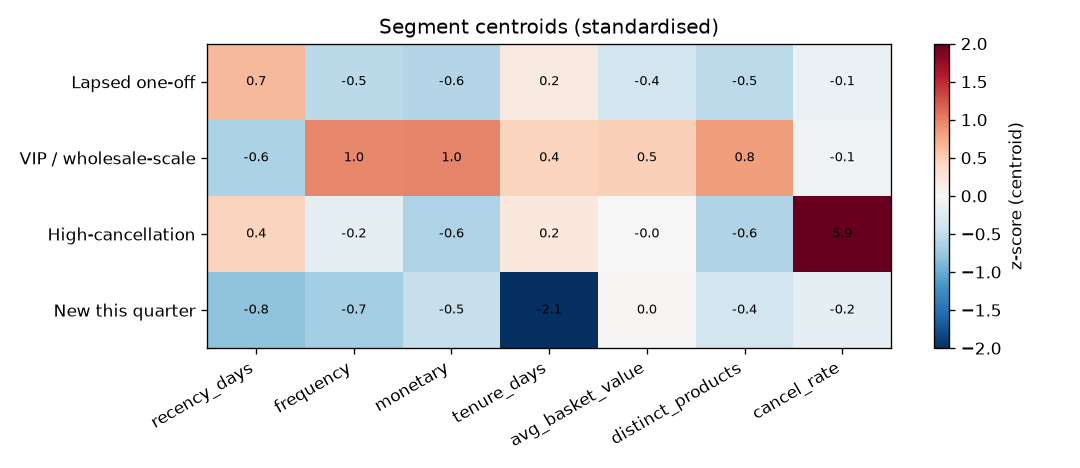 Segment centroids (standardised)
Lapsed one-off 0.7 -0.5 -0.6 0.2 -0.4 -0.5 -0.1
VIP / wholesale-scale -0.6 1.0 1.0 0.4 0.5 0.8 -0.1
High-cancellation 0.4 -0.2 -0.6 0.2 -0.0 -0.6 5.9
New this quarter -0.8 -0.7 -0.5 -2.1 0.0 -0.4 -0.2
recency_days
frequency
monetary
tenure_days
avg_basket_value
distinct_products
cancel_rate
2.0
1.5
1.0
0.5
0.0
−0.5
−1.0
−1.5
−2.0
z-score (centroid)